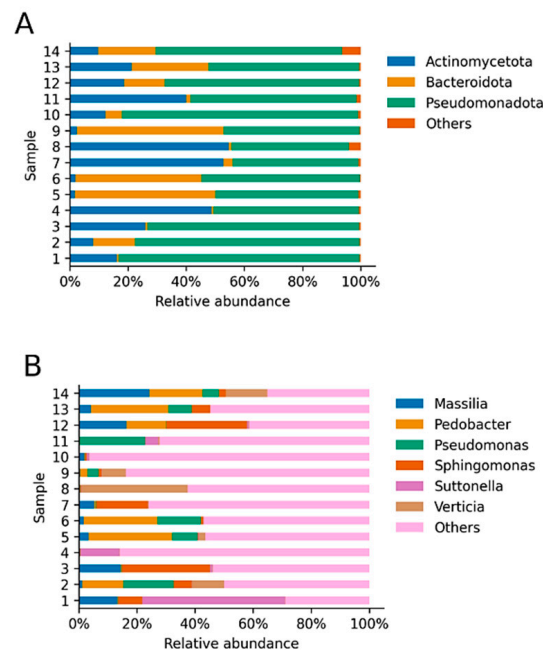 A
14
13
12
11
10
9
8
7
6
5
4
3
2
1
Sample
0% 20% 40% 60% 80% 100%
Relative abundance
Actinomycetota
Bacteroidota
Pseudomonadota
Others
B
14
13
12
11
10
9
8
7
6
5
4
3
2
1
Sample
0% 20% 40% 60% 80% 100%
Relative abundance
Massilia
Pedobacter
Pseudomonas
Sphingomonas
Suttonella
Verticia
Others